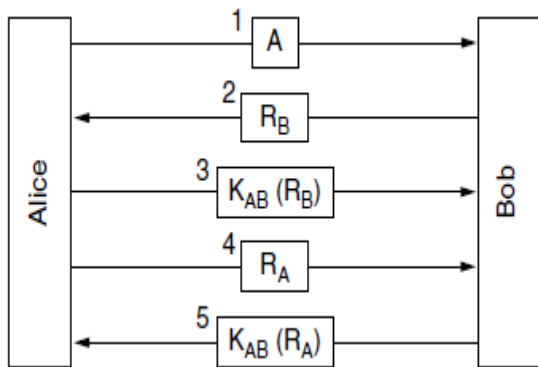 1 A
2 R_B
3 K_AB (R_B)
Alice
Bob
4 R_A
5 K_AB (R_A)